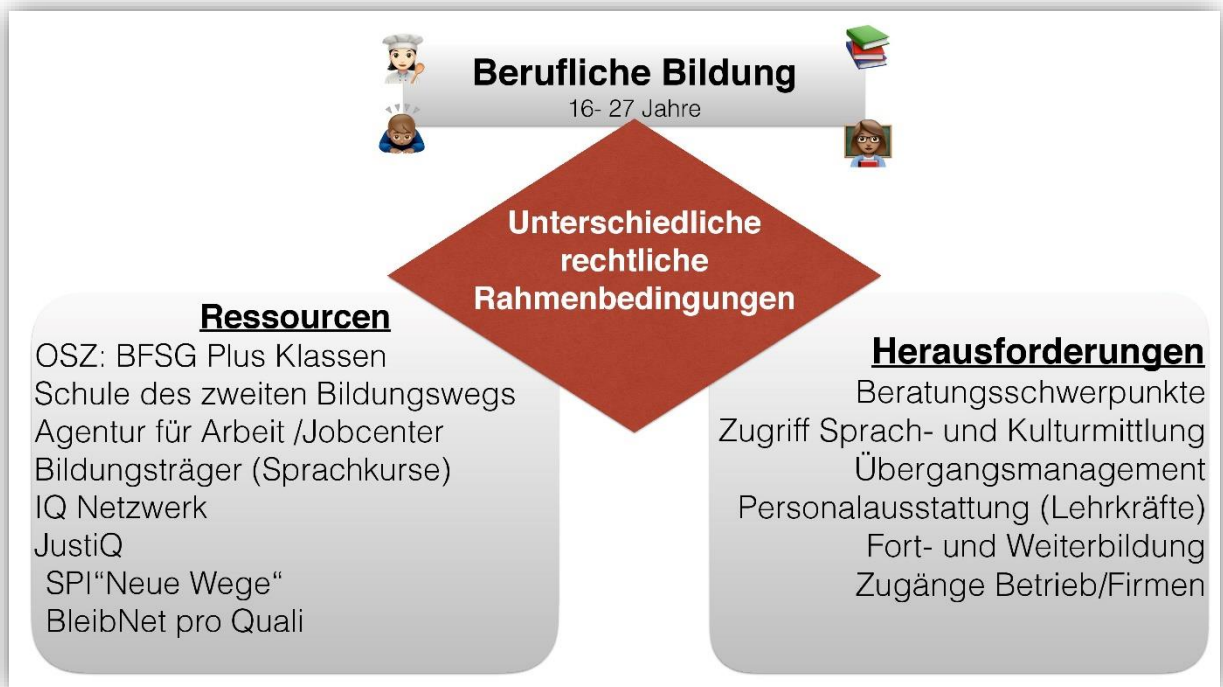 Berufliche Bildung
16- 27 Jahre
Unterschiedliche
rechtliche
Rahmenbedingungen
Ressourcen
OSZ: BFSG Plus Klassen
Schule des zweiten Bildungswegs
Agentur für Arbeit /Jobcenter
Bildungsträger (Sprachkurse)
IQ Netzwerk
JustiQ
SPI“Neue Wege“
BleibNet pro Quali
Herausforderungen
Beratungsschwerpunkte
Zugriff Sprach- und Kulturmittlung
Übergangsmanagement
Personalausstattung (Lehrkräfte)
Fort- und Weiterbildung
Zugänge Betrieb/Firmen